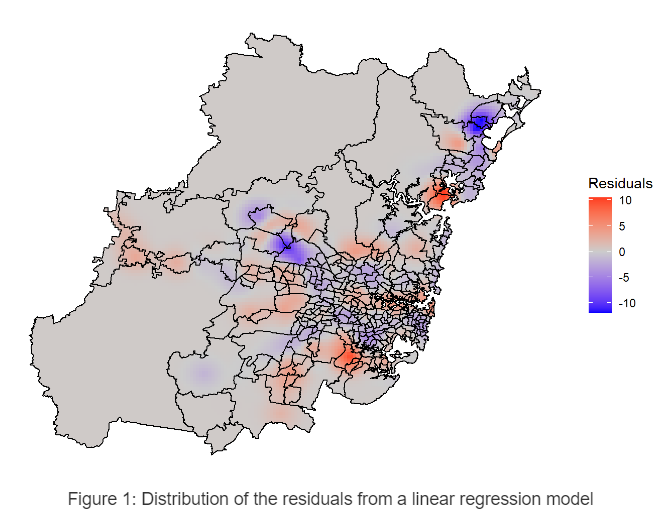 Residuals
10
5
0
-5
-10
Figure 1: Distribution of the residuals from a linear regression model